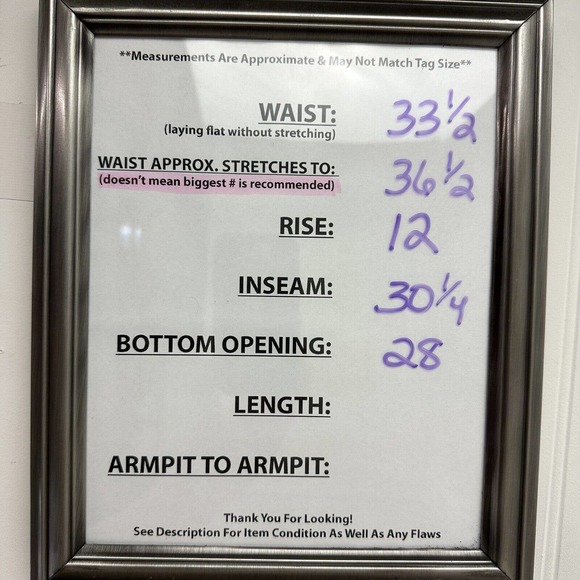 **Measurements Are Approximate & May Not Match Tag Size**
WAIST: 33 1/2
(laying flat without stretching)
WAIST APPROX. STRETCHES TO: 36 1/2
(doesn't mean biggest # is recommended)
RISE: 12
INSEAM: 30 1/4
BOTTOM OPENING: 28
LENGTH:
ARMPIT TO ARMPIT:
Thank You For Looking!
See Description For Item Condition As Well As Any Flaws